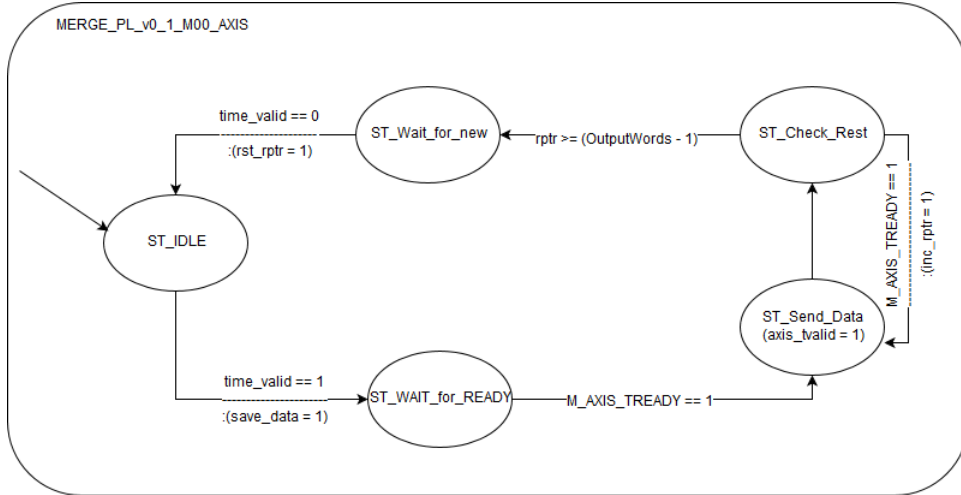 MERGE_PL_v0_1_M00_AXIS
time_valid == 0
:(rst_rptr = 1)
ST_Wait_for_new
rptr >= (OutputWords - 1)
ST_Check_Rest
M_AXIS_TREADY == 1
:(inc_rptr = 1)
ST_IDLE
ST_Send_Data
(axis_tvalid = 1)
time_valid == 1
:(save_data = 1)
ST_WAIT_for_READY
M_AXIS_TREADY == 1